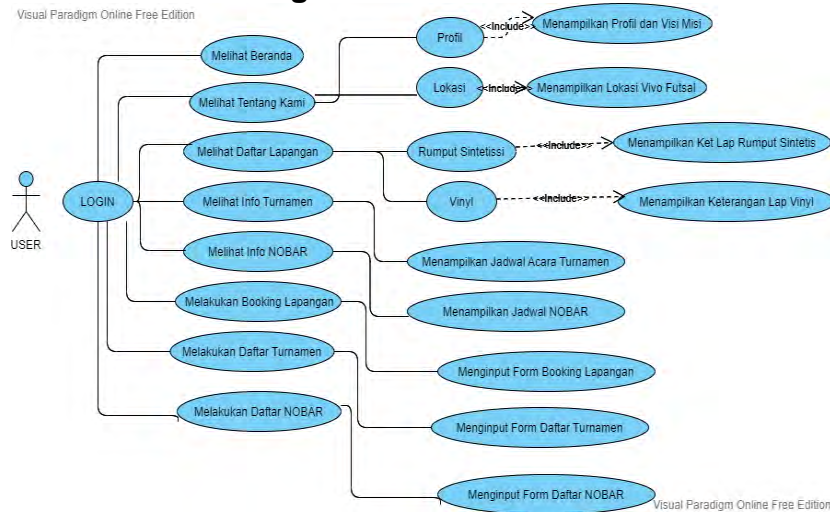 Visual Paradigm Online Free Edition
Profil
<<Include>>
Menampilkan Profil dan Visi Misi
Melihat Beranda
Lokasi
<<Include>>
Menampilkan Lokasi Vivo Futsal
Melihat Tentang Kami
Melihat Daftar Lapangan
Rumput Sintetissi
<<Include>>
Menampilkan Ket Lap Rumput Sintetis
LOGIN
Melihat Info Turnamen
Vinyl
<<Include>>
Menampilkan Keterangan Lap Vinyl
USER
Melihat Info NOBAR
Menampilkan Jadwal Acara Turnamen
Melakukan Booking Lapangan
Menampilkan Jadwal NOBAR
Melakukan Daftar Turnamen
Menginput Form Booking Lapangan
Melakukan Daftar NOBAR
Menginput Form Daftar Turnamen
Menginput Form Daftar NOBAR
Visual Paradigm Online Free Edition